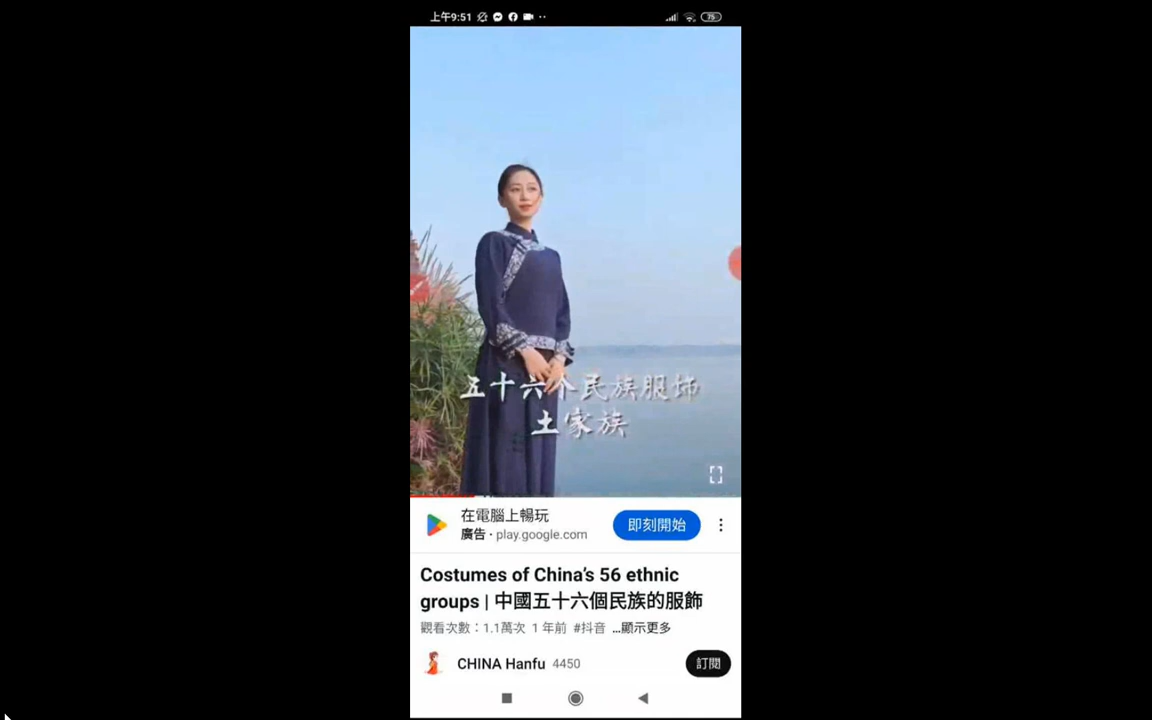 上午9:51
75
五十六个民族服饰
土家族
在電腦上暢玩
廣告 · play.google.com
即刻開始
Costumes of China's 56 ethnic
groups | 中國五十六個民族的服飾
觀看次數：1.1萬次 1 年前 #抖音 ...顯示更多
CHINA Hanfu 4450
訂閱